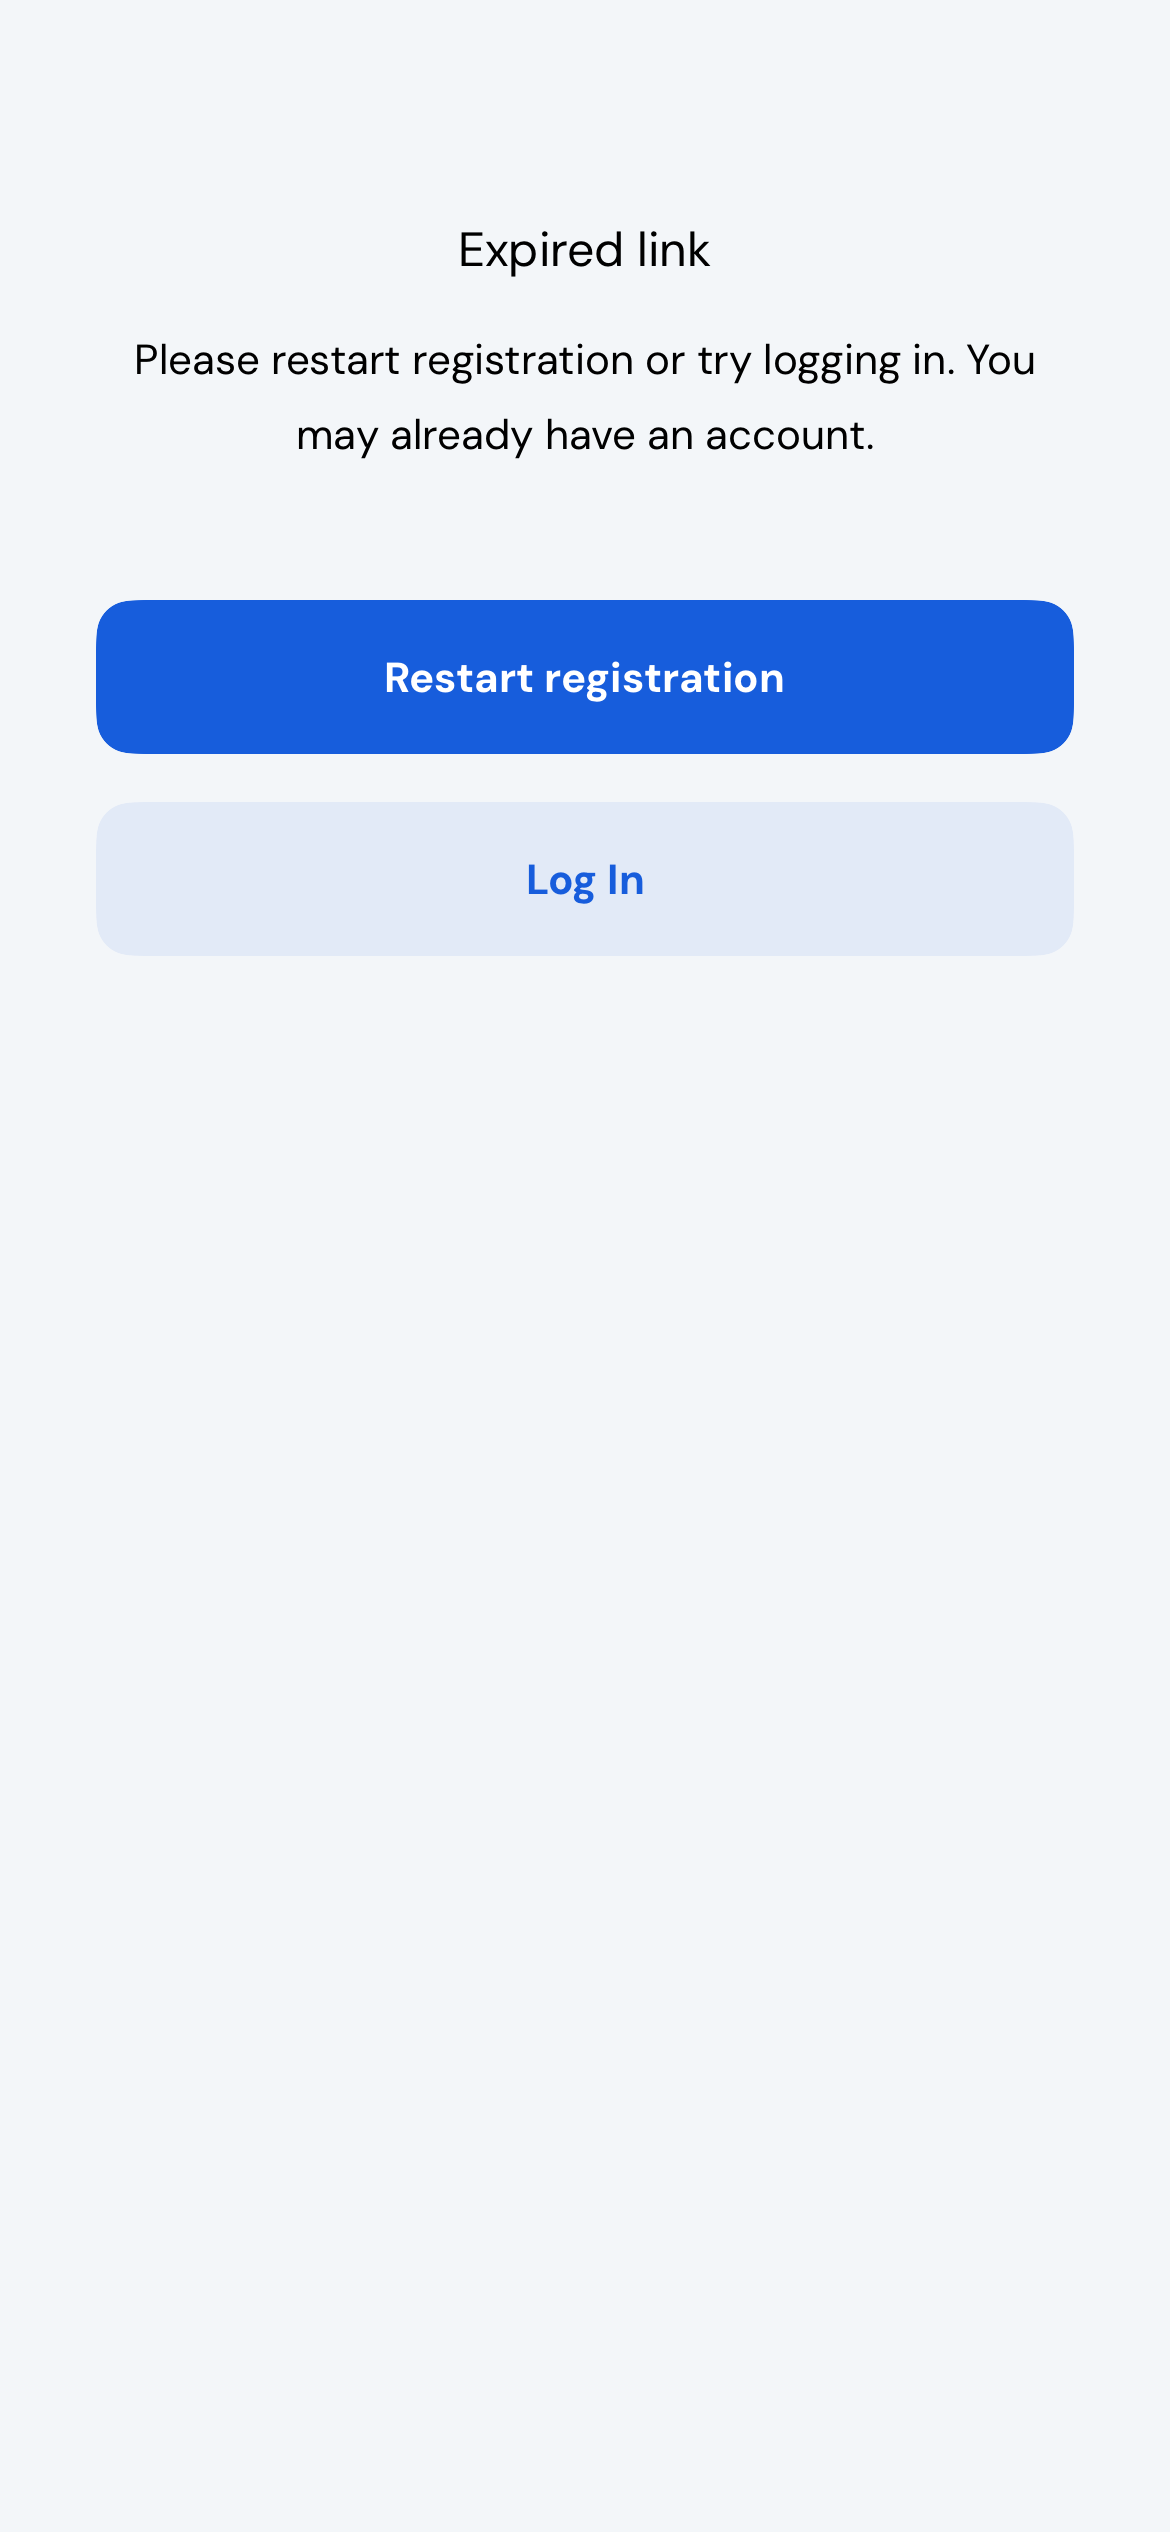 Expired link
Please restart registration or try logging in. You
may already have an account.
Restart registration
Log In